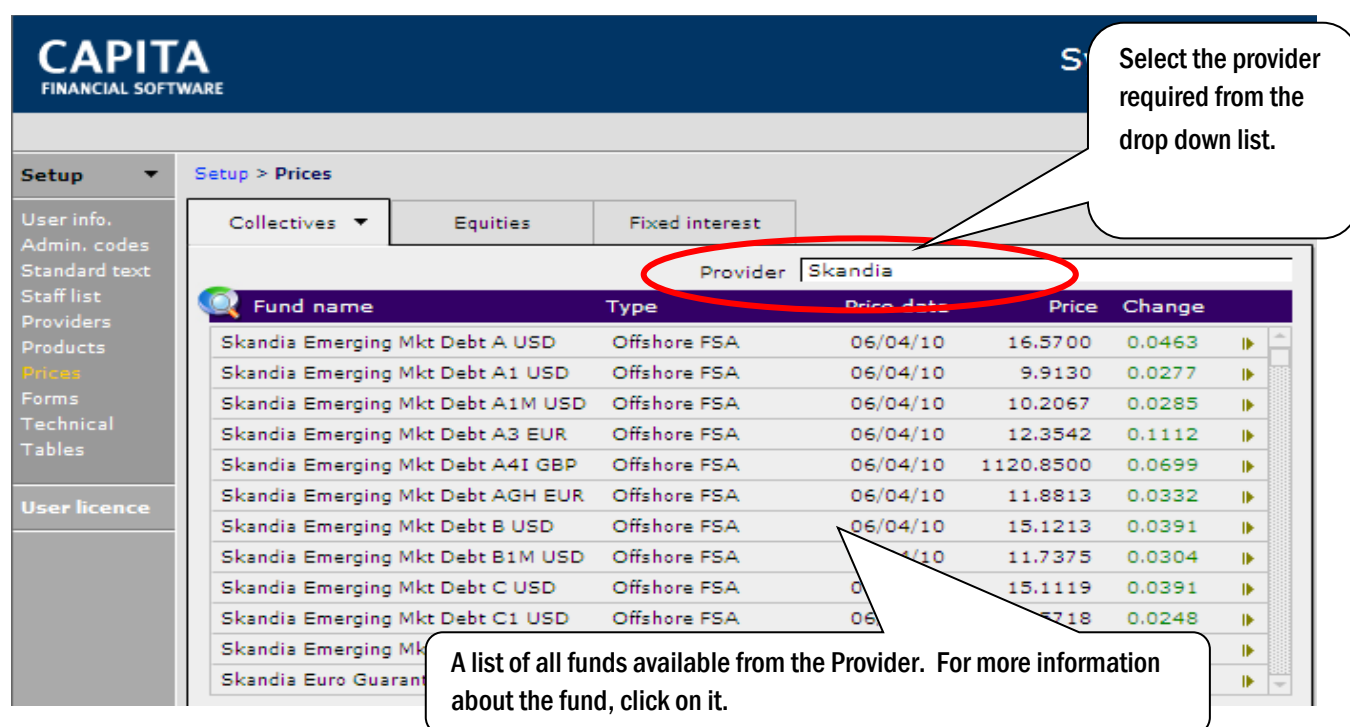 CAPITA
FINANCIAL SOFTWARE
Select the provider
required from the
drop down list.
Setup
Setup > Prices
User info.
Admin. codes
Standard text
Staff list
Providers
Products
Prices
Forms
Technical
Tables
User licence
Collectives Equities Fixed interest
Provider Skandia
Fund name Type Price date Price Change
Skandia Emerging Mkt Debt A USD Offshore FSA 06/04/10 16.5700 0.0463
Skandia Emerging Mkt Debt A1 USD Offshore FSA 06/04/10 9.9130 0.0277
Skandia Emerging Mkt Debt A1M USD Offshore FSA 06/04/10 10.2067 0.0285
Skandia Emerging Mkt Debt A3 EUR Offshore FSA 06/04/10 12.3542 0.1112
Skandia Emerging Mkt Debt A4I GBP Offshore FSA 06/04/10 1120.8500 0.0699
Skandia Emerging Mkt Debt AGH EUR Offshore FSA 06/04/10 11.8813 0.0332
Skandia Emerging Mkt Debt B USD Offshore FSA 06/04/10 15.1213 0.0391
Skandia Emerging Mkt Debt B1M USD Offshore FSA 11.7375 0.0304
Skandia Emerging Mkt Debt C USD Offshore FSA 15.1119 0.0391
Skandia Emerging Mkt Debt C1 USD Offshore FSA 0.0248
Skandia Emerging
Skandia Euro
A list of all funds available from the Provider. For more information
about the fund, click on it.